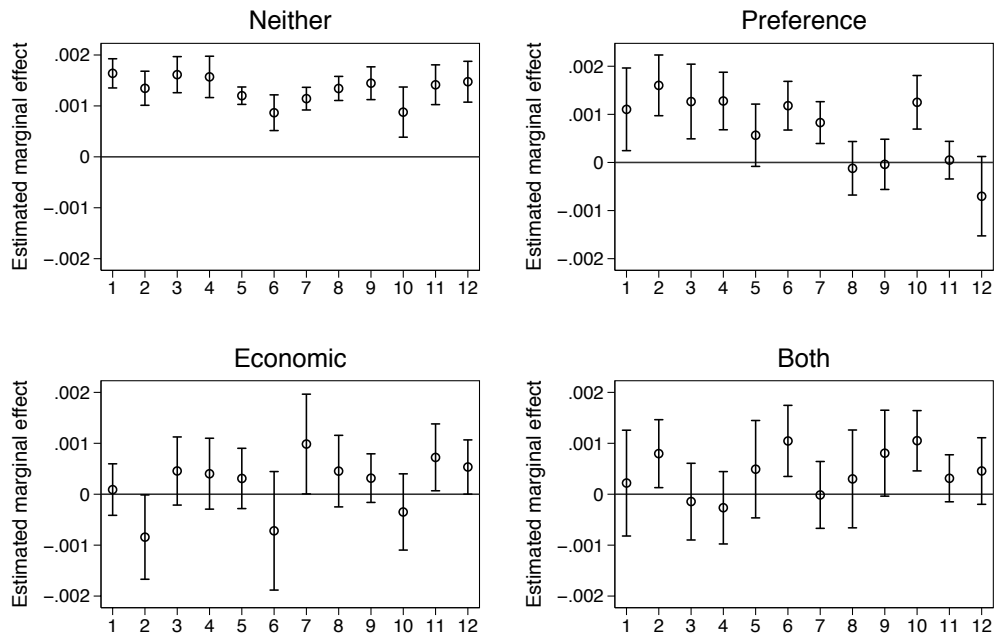 Neither
Estimated marginal effect
.002
.001
0
−.001
−.002
1 2 3 4 5 6 7 8 9 10 11 12
Preference
Estimated marginal effect
.002
.001
0
−.001
−.002
1 2 3 4 5 6 7 8 9 10 11 12
Economic
Estimated marginal effect
.002
.001
0
−.001
−.002
1 2 3 4 5 6 7 8 9 10 11 12
Both
Estimated marginal effect
.002
.001
0
−.001
−.002
1 2 3 4 5 6 7 8 9 10 11 12